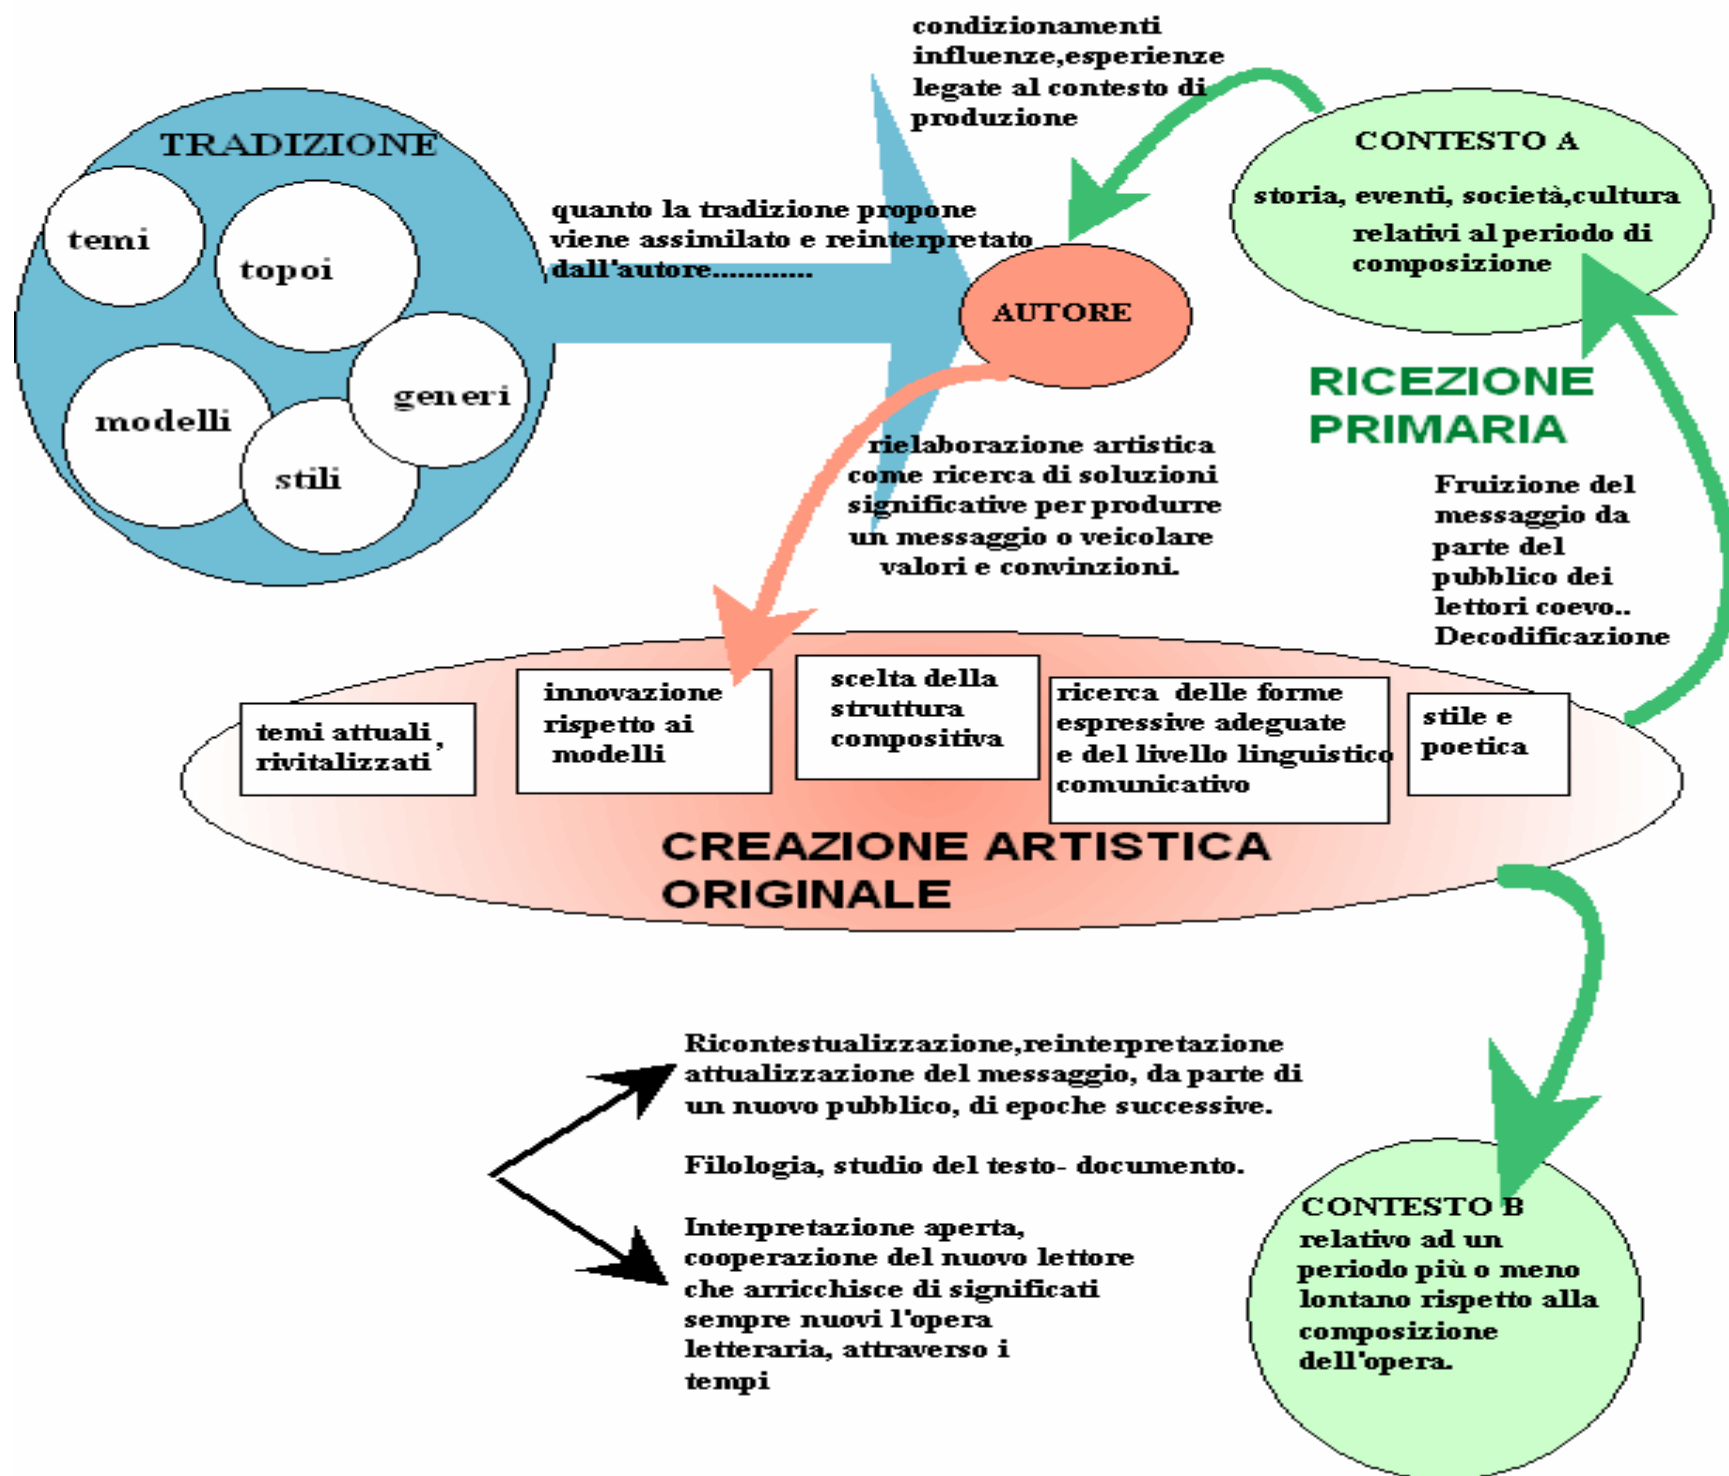 TRADIZIONE
temi
topoi
modelli
generi
stili
quanto la tradizione propone
viene assimilato e reinterpretato
dall'autore............
condizionamenti
influenze,esperienze
legate al contesto di
produzione
CONTESTO A
storia, eventi, società,cultura
relativi al periodo di
composizione
AUTORE
RICEZIONE
PRIMARIA
rielaborazione artistica
come ricerca di soluzioni
significative per produrre
un messaggio o veicolare
valori e convinzioni.
Fruizione del
messaggio da
parte del
pubblico dei
lettori coevo..
Decodificazione
temi attuali,
rivitalizzati
innovazione
rispetto ai
modelli
scelta della
struttura
compositiva
ricerca delle forme
espressive adeguate
e del livello linguistico
comunicativo
stile e
poetica
CREAZIONE ARTISTICA
ORIGINALE
Ricontestualizzazione,reinterpretazione
attualizzazione del messaggio, da parte di
un nuovo pubblico, di epoche successive.
Filologia, studio del testo- documento.
Interpretazione aperta,
cooperazione del nuovo lettore
che arricchisce di significati
sempre nuovi l'opera
letteraria, attraverso i
tempi
CONTESTO B
relativo ad un
periodo più o meno
lontano rispetto alla
composizione
dell'opera.